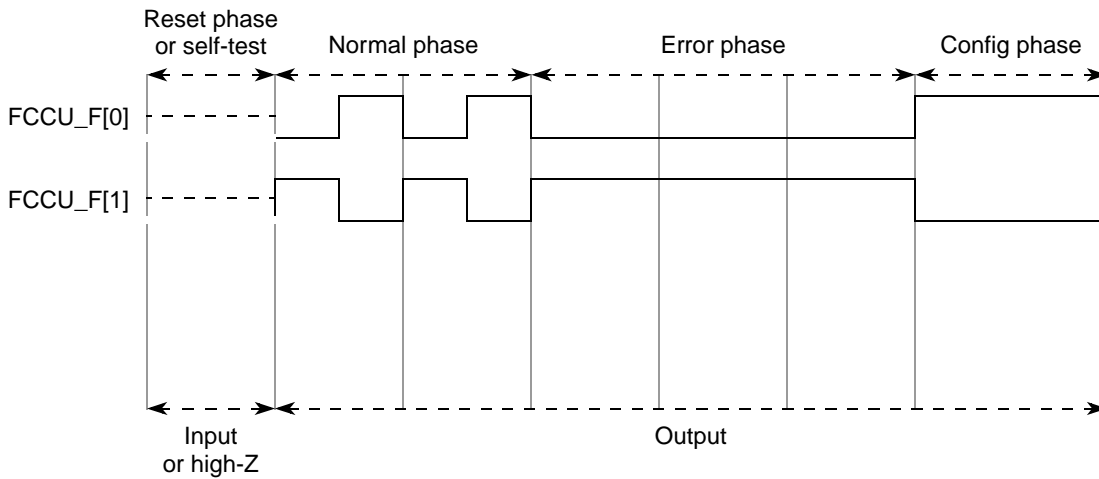 Reset phase
or self-test
Normal phase
Error phase
Config phase
FCCU_F[0]
FCCU_F[1]
Input
or high-Z
Output